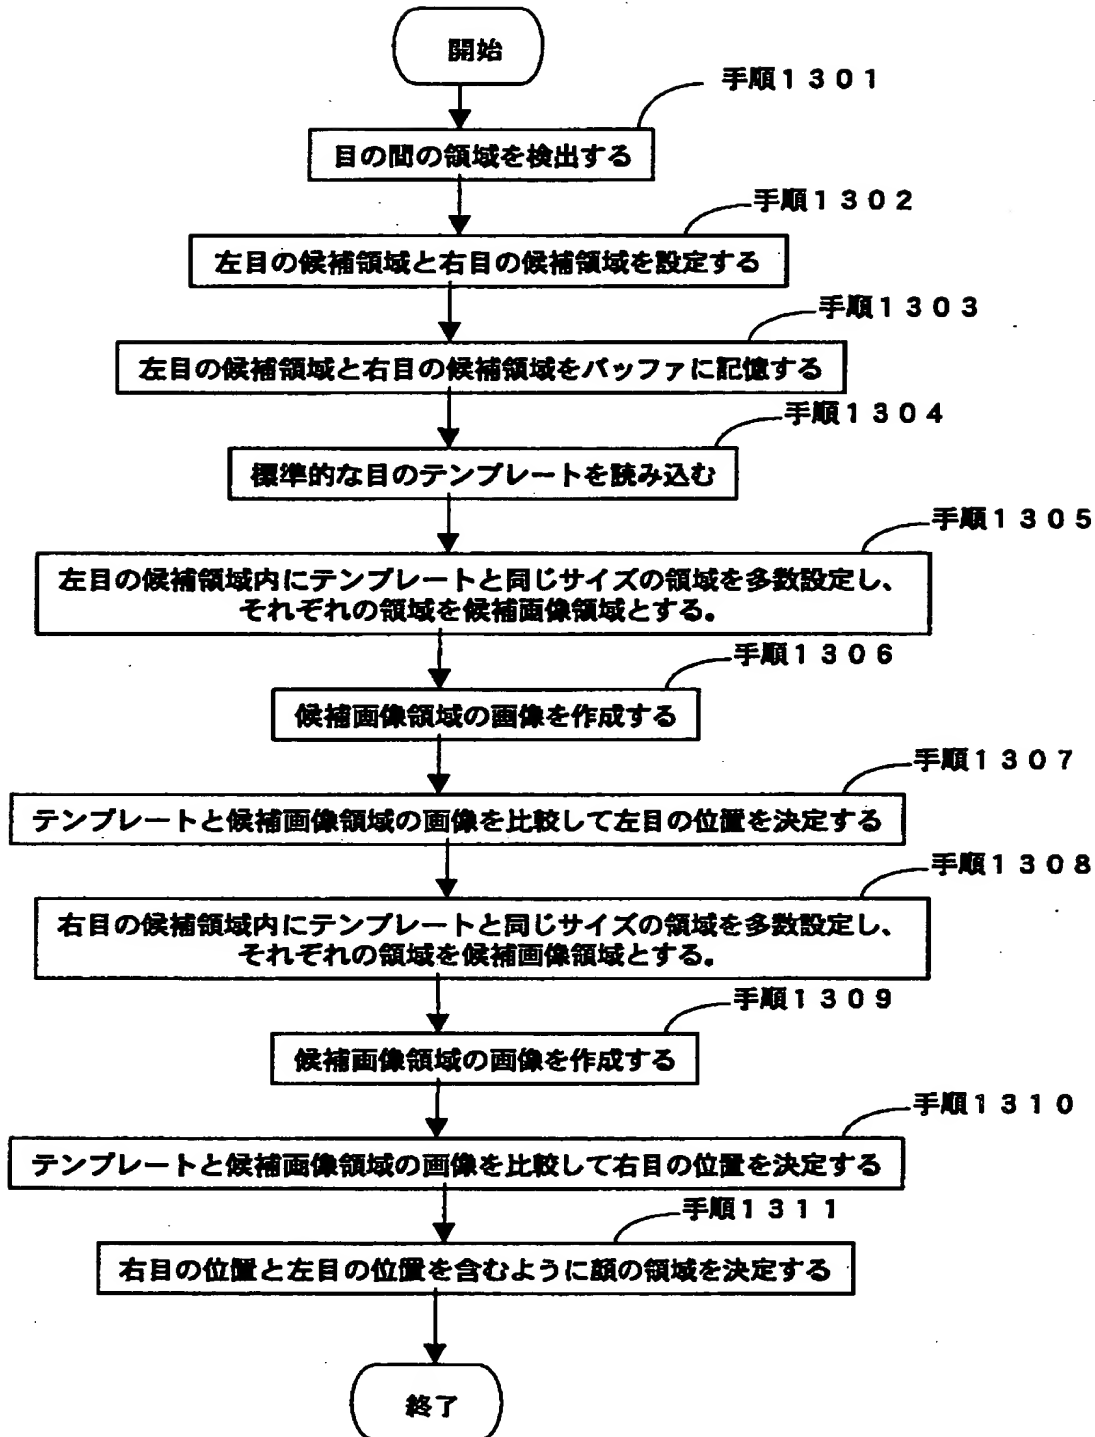 開始
手順1301
目の間の領域を検出する
手順1302
左目の候補領域と右目の候補領域を設定する
手順1303
左目の候補領域と右目の候補領域をバッファに記憶する
手順1304
標準的な目のテンプレートを読み込む
手順1305
左目の候補領域内にテンプレートと同じサイズの領域を多数設定し、
それぞれの領域を候補画像領域とする。
手順1306
候補画像領域の画像を作成する
手順1307
テンプレートと候補画像領域の画像を比較して左目の位置を決定する
手順1308
右目の候補領域内にテンプレートと同じサイズの領域を多数設定し、
それぞれの領域を候補画像領域とする。
手順1309
候補画像領域の画像を作成する
手順1310
テンプレートと候補画像領域の画像を比較して右目の位置を決定する
手順1311
右目の位置と左目の位置を含むように顔の領域を決定する
終了